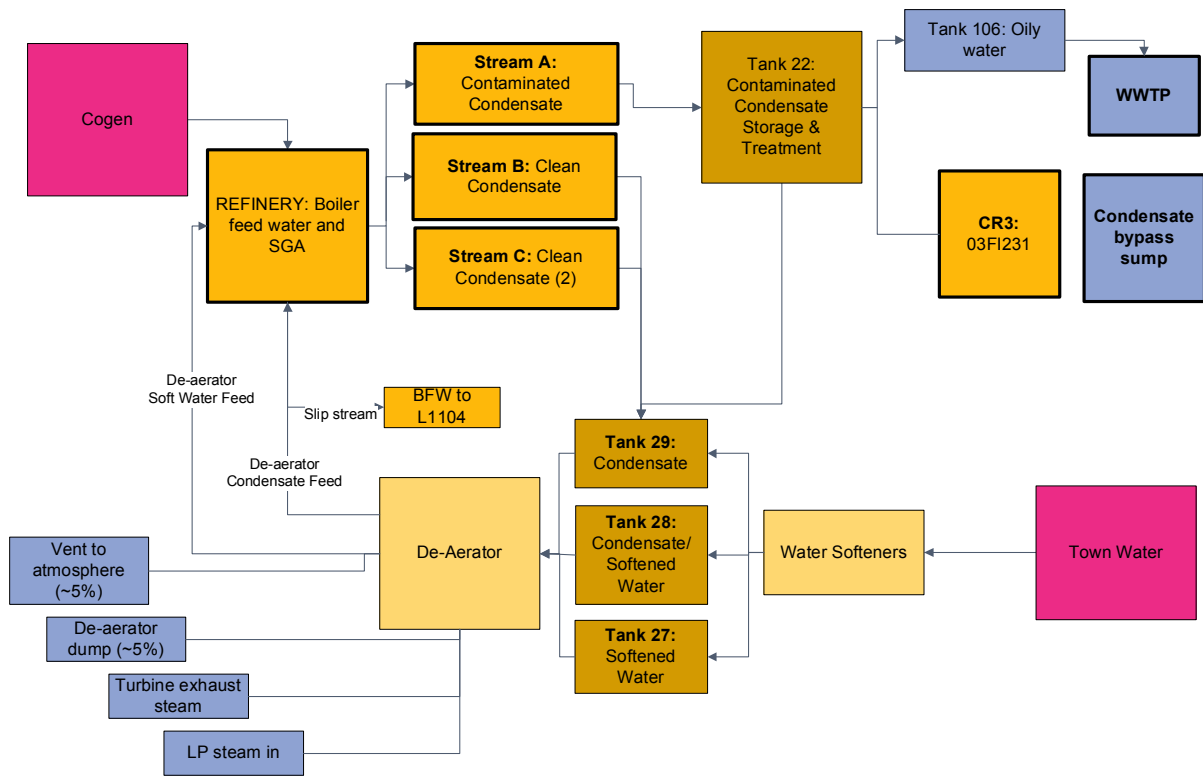 Cogen
REFINERY: Boiler
feed water and
SGA
Stream A:
Contaminated
Condensate
Stream B: Clean
Condensate
Stream C: Clean
Condensate (2)
Tank 22:
Contaminated
Condensate
Storage &
Treatment
Tank 106: Oily
water
WWTP
CR3:
03FI231
Condensate
bypass
sump
De-aerator
Soft Water Feed
Slip stream
BFW to
L1104
De-aerator
Condensate Feed
Tank 29:
Condensate
Tank 28:
Condensate/
Softened
Water
Tank 27:
Softened
Water
De-Aerator
Water Softeners
Town Water
Vent to
atmosphere
(~5%)
De-aerator
dump (~5%)
Turbine exhaust
steam
LP steam in